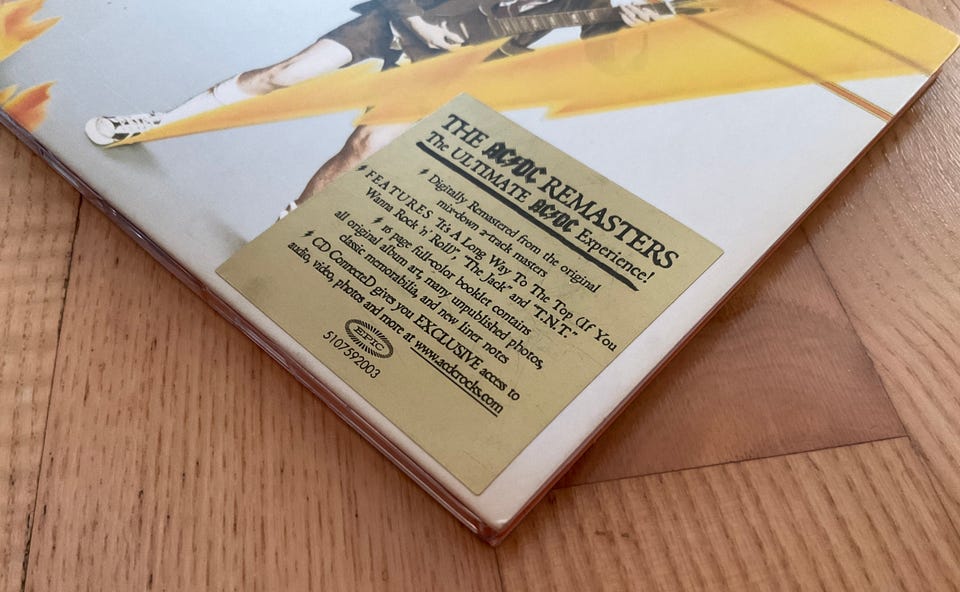 THE AC/DC REMASTERS
The ULTIMATE AC/DC Experience!
Digitally Remastered from the original
mix-down 2-track masters
FEATURES "It's A Long Way To The Top (If You
Wanna Rock 'n' Roll)", "The Jack" and "T.N.T."
16 page full-color booklet contains
all original album art, many unpublished photos,
classic memorabilia, and new liner notes
CD ConnecteD gives you EXCLUSIVE access to
audio, video, photos and more at www.acdcrocks.com
EPIC
5107592003